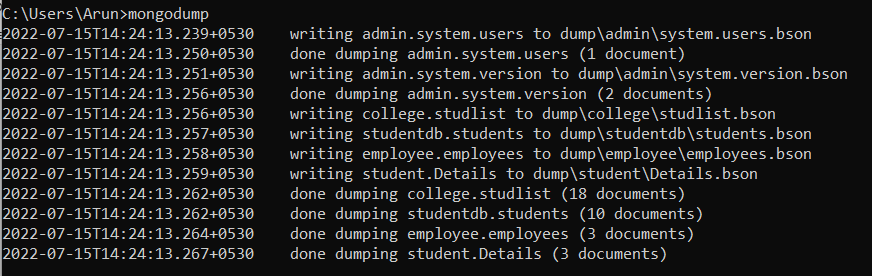 C:\Users\Arun>mongodump
2022-07-15T14:24:13.239+0530    writing admin.system.users to dump\admin\system.users.bson
2022-07-15T14:24:13.250+0530    done dumping admin.system.users (1 document)
2022-07-15T14:24:13.251+0530    writing admin.system.version to dump\admin\system.version.bson
2022-07-15T14:24:13.256+0530    done dumping admin.system.version (2 documents)
2022-07-15T14:24:13.256+0530    writing college.studlist to dump\college\studlist.bson
2022-07-15T14:24:13.257+0530    writing studentdb.students to dump\studentdb\students.bson
2022-07-15T14:24:13.258+0530    writing employee.employees to dump\employee\employees.bson
2022-07-15T14:24:13.259+0530    writing student.Details to dump\student\Details.bson
2022-07-15T14:24:13.262+0530    done dumping college.studlist (18 documents)
2022-07-15T14:24:13.262+0530    done dumping studentdb.students (10 documents)
2022-07-15T14:24:13.264+0530    done dumping employee.employees (3 documents)
2022-07-15T14:24:13.267+0530    done dumping student.Details (3 documents)